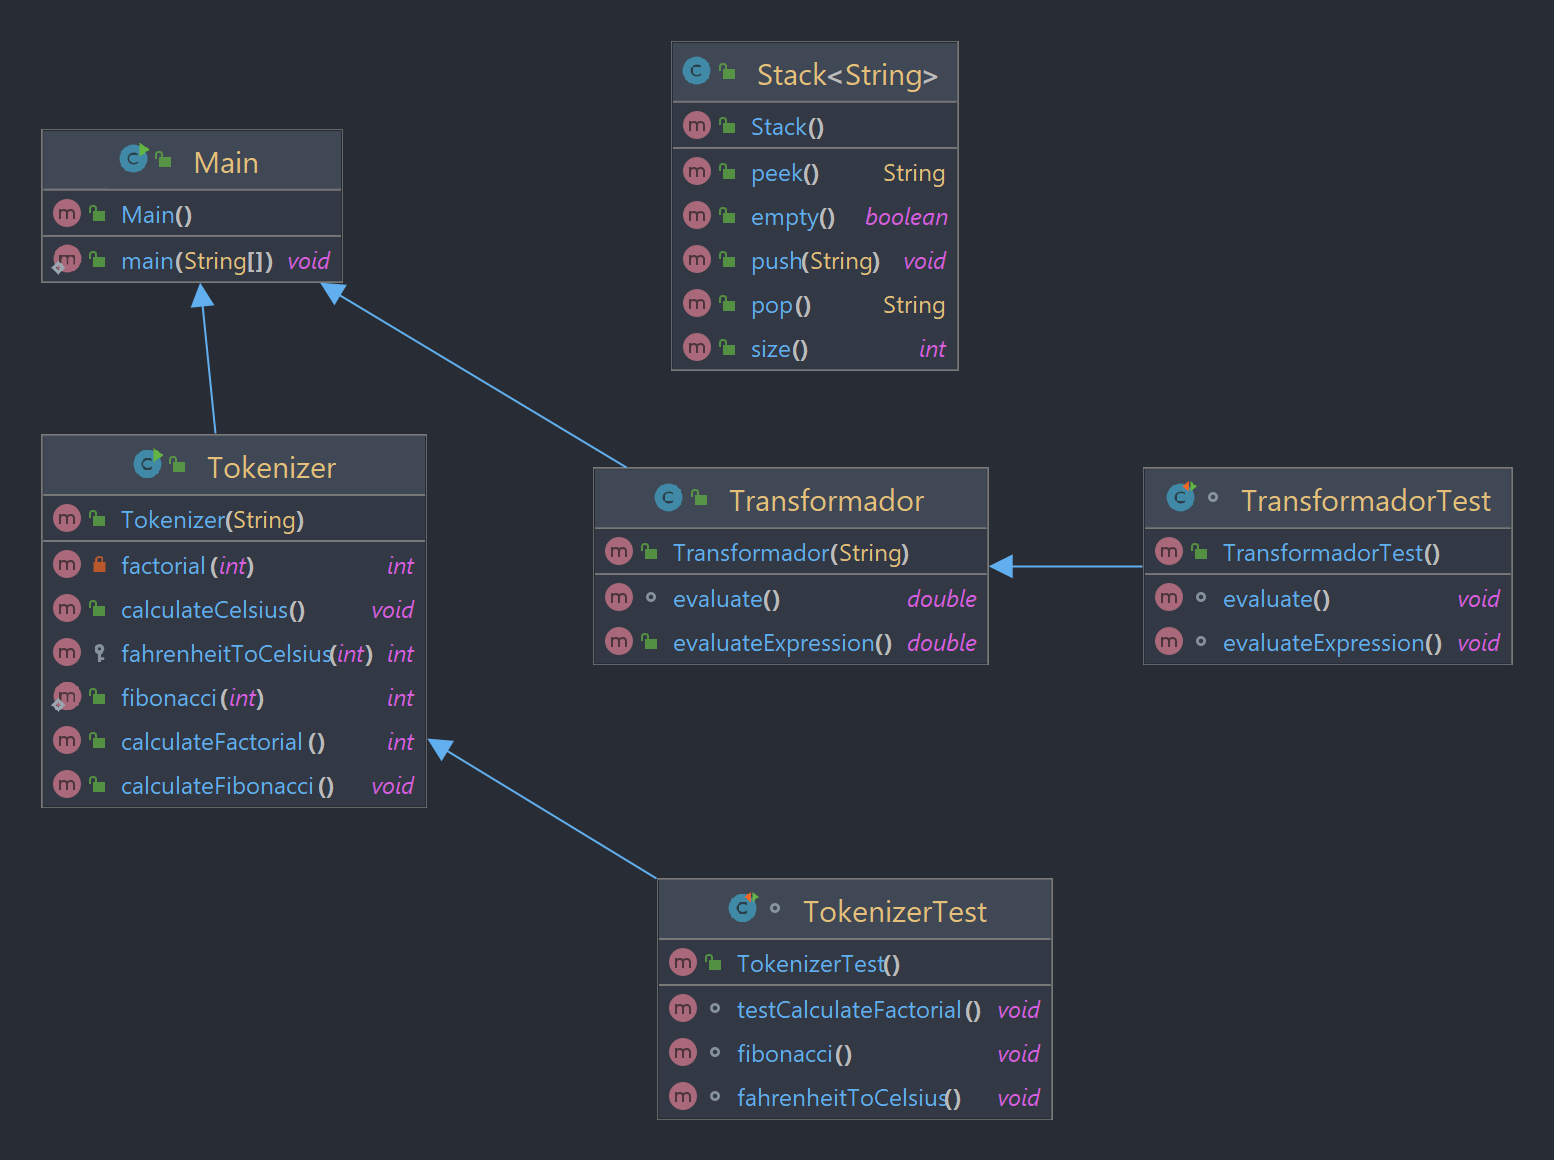 Stack<String>
Stack()
peek() String
empty() boolean
push(String) void
pop() String
size() int
Main
Main()
main(String[]) void
Tokenizer
Tokenizer(String)
factorial(int) int
calculateCelsius() void
fahrenheitToCelsius(int) int
fibonacci(int) int
calculateFactorial() int
calculateFibonacci() void
Transformador
Transformador(String)
evaluate() double
evaluateExpression() double
TransformadorTest
TransformadorTest()
evaluate() void
evaluateExpression() void
TokenizerTest
TokenizerTest()
testCalculateFactorial() void
fibonacci() void
fahrenheitToCelsius() void